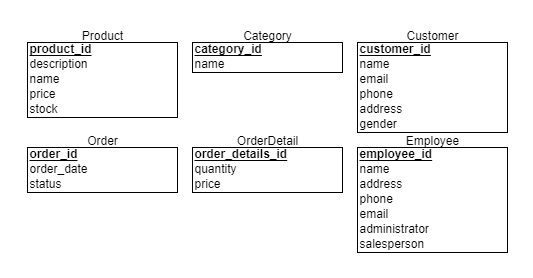 Product
product_id
description
name
price
stock
Category
category_id
name
Customer
customer_id
name
email
phone
address
gender
Order
order_id
order_date
status
OrderDetail
order_details_id
quantity
price
Employee
employee_id
name
address
phone
email
administrator
salesperson